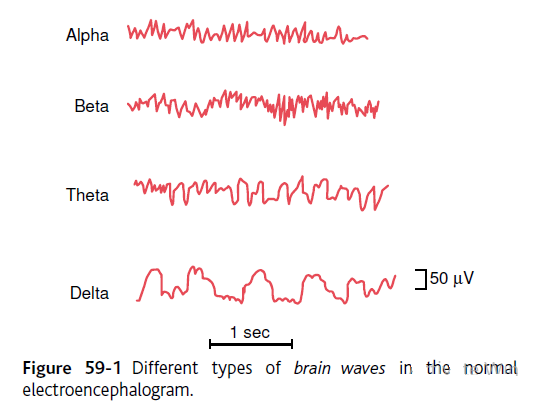 Alpha
Beta
Theta
Delta
50 μV
1 sec
Figure 59-1 Different types of brain waves in the normal
electroencephalogram.